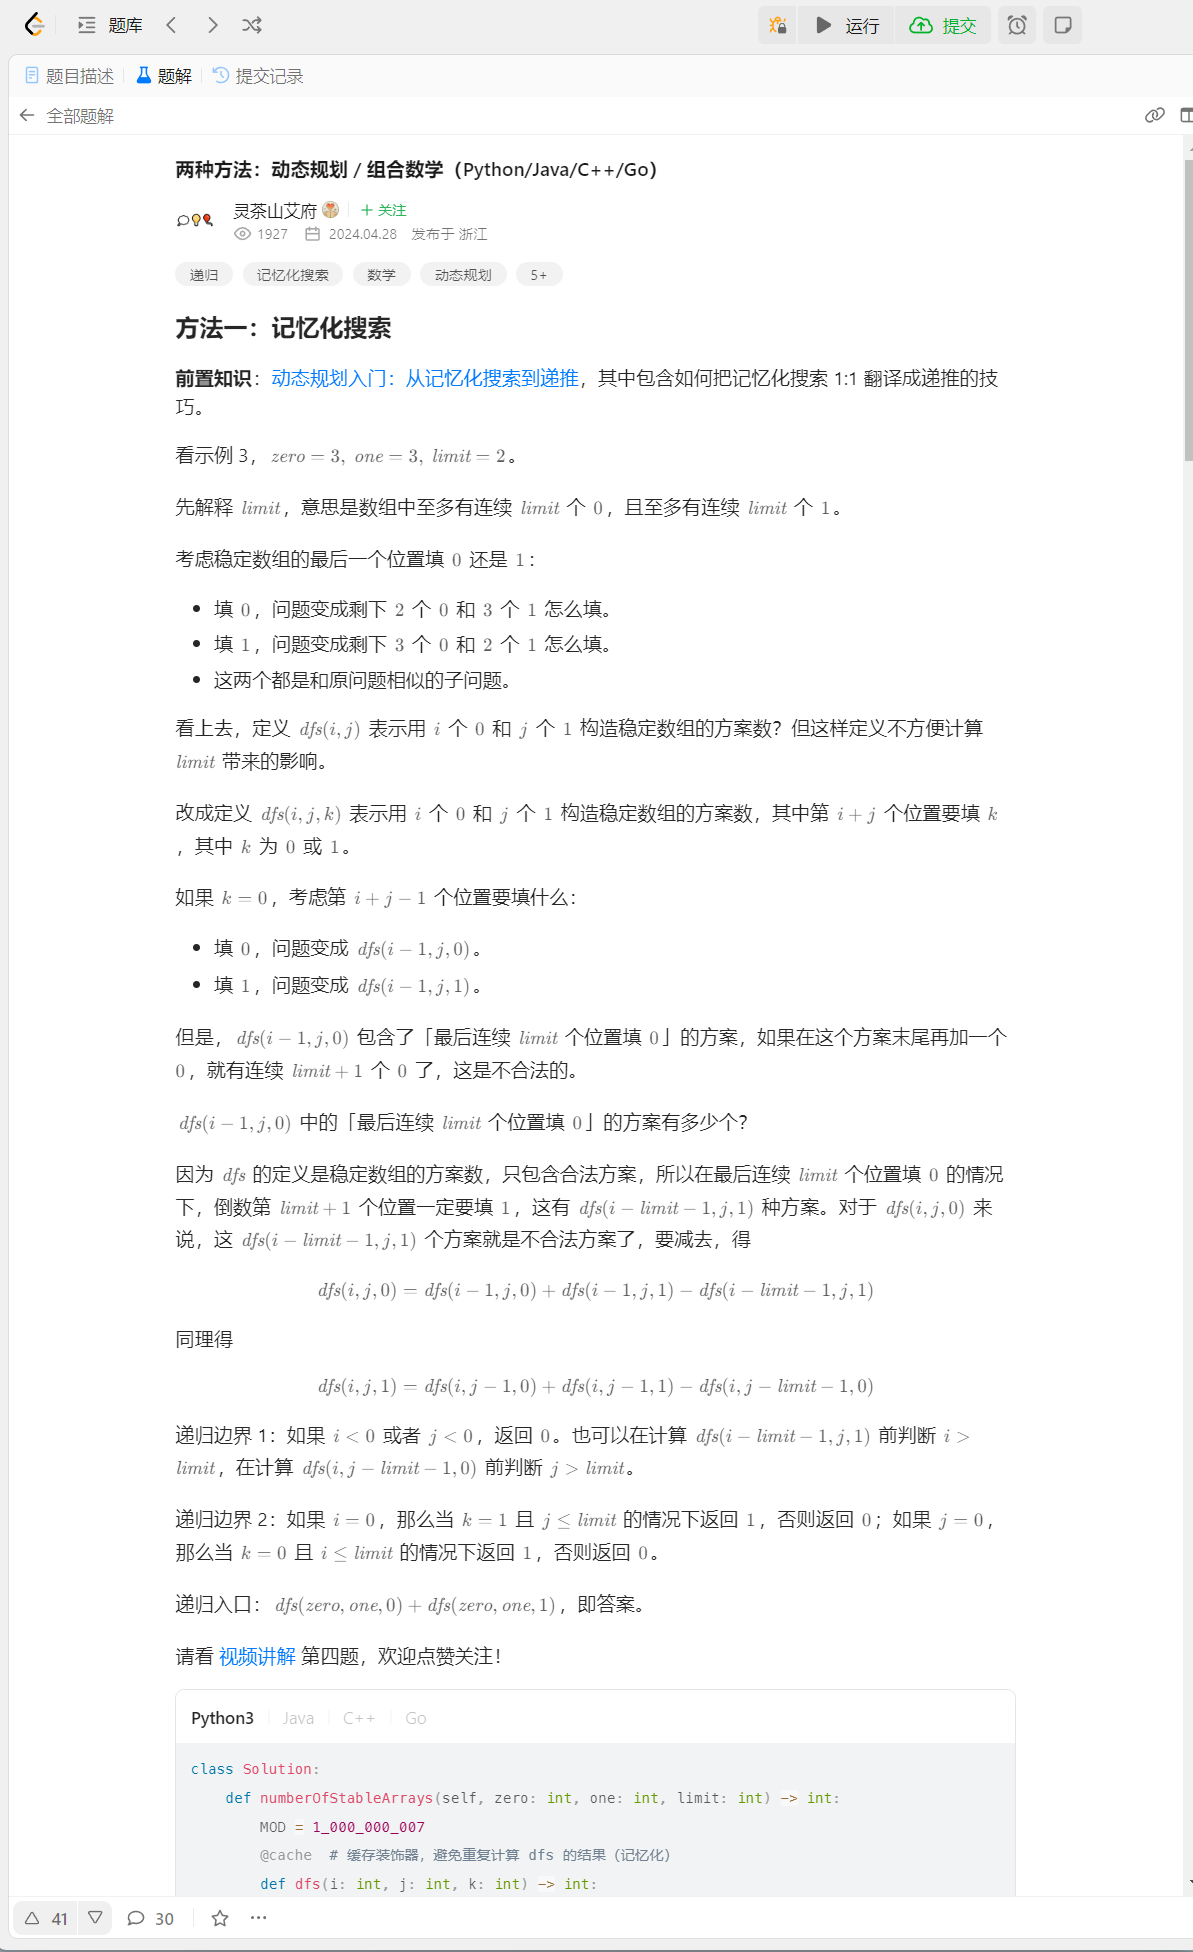 题库
运行
提交
题目描述
题解
提交记录
全部题解
两种方法：动态规划 / 组合数学（Python/Java/C++/Go）
灵茶山艾府
+ 关注
1927 2024.04.28 发布于 浙江
递归 记忆化搜索 数学 动态规划 5+
方法一：记忆化搜索
前置知识：动态规划入门：从记忆化搜索到递推，其中包含如何把记忆化搜索 1:1 翻译成递推的技
巧。
看示例 3，zero = 3, one = 3, limit = 2。
先解释 limit，意思是数组中至多有连续 limit 个 0，且至多有连续 limit 个 1。
考虑稳定数组的最后一个位置填 0 还是 1：
• 填 0，问题变成剩下 2 个 0 和 3 个 1 怎么填。
• 填 1，问题变成剩下 3 个 0 和 2 个 1 怎么填。
• 这两个都是和原问题相似的子问题。
看上去，定义 dfs(i, j) 表示用 i 个 0 和 j 个 1 构造稳定数组的方案数？但这样定义不方便计算
limit 带来的影响。
改成定义 dfs(i, j, k) 表示用 i 个 0 和 j 个 1 构造稳定数组的方案数，其中第 i + j 个位置要填 k
，其中 k 为 0 或 1。
如果 k = 0，考虑第 i + j − 1 个位置要填什么：
• 填 0，问题变成 dfs(i − 1, j, 0)。
• 填 1，问题变成 dfs(i − 1, j, 1)。
但是，dfs(i − 1, j, 0) 包含了「最后连续 limit 个位置填 0」的方案，如果在这个方案末尾再加一个
0，就有连续 limit + 1 个 0 了，这是不合法的。
dfs(i − 1, j, 0) 中的「最后连续 limit 个位置填 0」的方案有多少个？
因为 dfs 的定义是稳定数组的方案数，只包含合法方案，所以在最后连续 limit 个位置填 0 的情况
下，倒数第 limit + 1 个位置一定要填 1，这有 dfs(i − limit − 1, j, 1) 种方案。对于 dfs(i, j, 0) 来
说，这 dfs(i − limit − 1, j, 1) 个方案就是不合法方案了，要减去，得
dfs(i, j, 0) = dfs(i − 1, j, 0) + dfs(i − 1, j, 1) − dfs(i − limit − 1, j, 1)
同理得
dfs(i, j, 1) = dfs(i, j − 1, 0) + dfs(i, j − 1, 1) − dfs(i, j − limit − 1, 0)
递归边界 1：如果 i < 0 或者 j < 0，返回 0。也可以在计算 dfs(i − limit − 1, j, 1) 前判断 i >
limit，在计算 dfs(i, j − limit − 1, 0) 前判断 j > limit。
递归边界 2：如果 i = 0，那么当 k = 1 且 j ≤ limit 的情况下返回 1，否则返回 0；如果 j = 0，
那么当 k = 0 且 i ≤ limit 的情况下返回 1，否则返回 0。
递归入口：dfs(zero, one, 0) + dfs(zero, one, 1)，即答案。
请看 视频讲解 第四题，欢迎点赞关注！
Python3 Java C++ Go
class Solution:
    def numberOfStableArrays(self, zero: int, one: int, limit: int) -> int:
        MOD = 1_000_000_007
        @cache  # 缓存装饰器，避免重复计算 dfs 的结果（记忆化）
        def dfs(i: int, j: int, k: int) -> int:
41 30